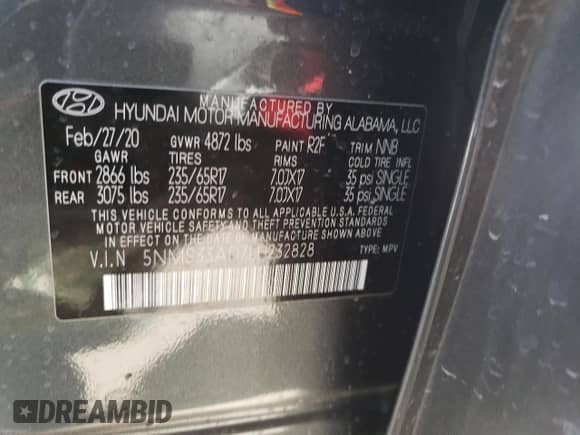 MANUFACTURED BY
HYUNDAI MOTOR MANUFACTURING ALABAMA, LLC
Feb/27/20 GVWR 4872 lbs PAINT R2F TRIM NNB
GAWR TIRES RIMS COLD TIRE INFL
FRONT 2866 lbs 235/65R17 7.0JX17 35 psi SINGLE
REAR 3075 lbs 235/65R17 7.0JX17 35 psi SINGLE
THIS VEHICLE CONFORMS TO ALL APPLICABLE U.S.A. FEDERAL
MOTOR VEHICLE SAFETY AND THEFT PREVENTION STANDARDS
IN EFFECT ON THE DATE OF MANUFACTURE SHOWN ABOVE.
V.I.N TYPE: MPV
DREAMBID